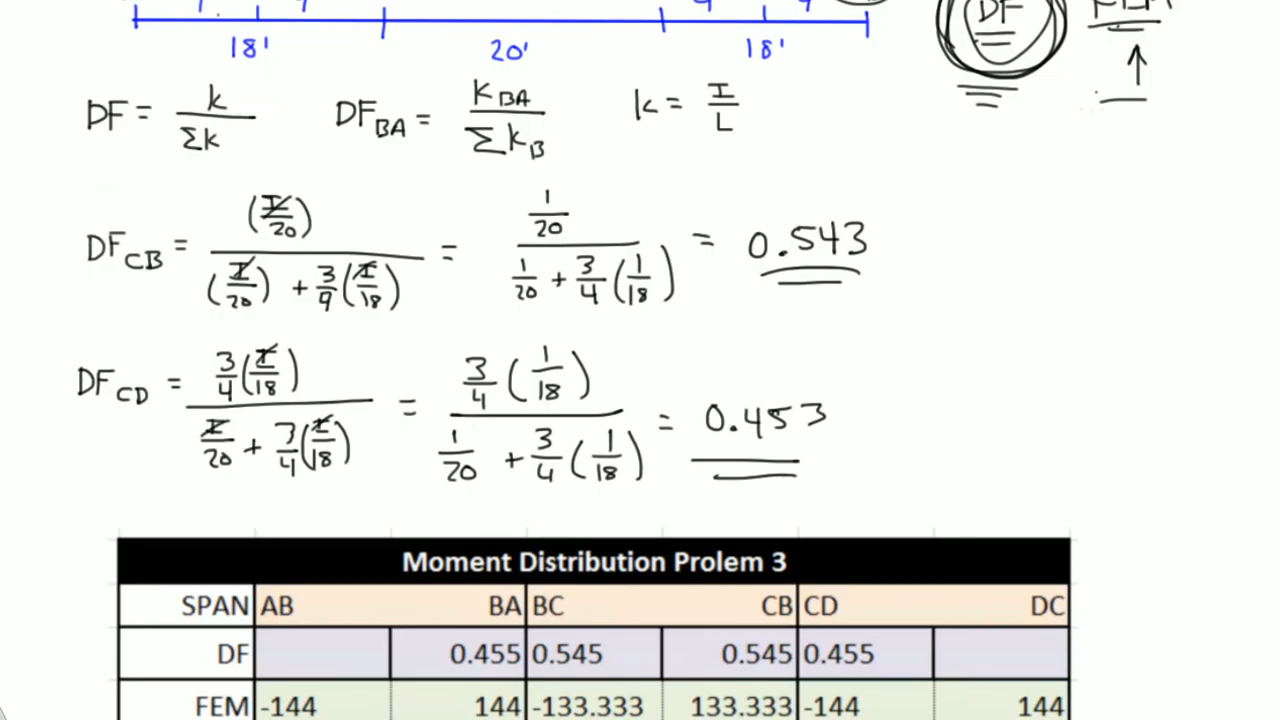 18' 20' 18'
DF FEM
DF = k/Σk DF_BA = K_BA/ΣK_B K = I/L
DF_CB = (I/20)/((I/20) + 3/9(I/18)) = (1/20)/(1/20 + 3/4(1/18)) = 0.543
DF_CD = 3/4(I/18)/(I/20 + 3/4(I/18)) = 3/4(1/18)/(1/20 + 3/4(1/18)) = 0.453
Moment Distribution Prolem 3
SPAN AB BA BC CB CD DC
DF 0.455 0.545 0.545 0.455
FEM -144 144 -133.333 133.333 -144 144